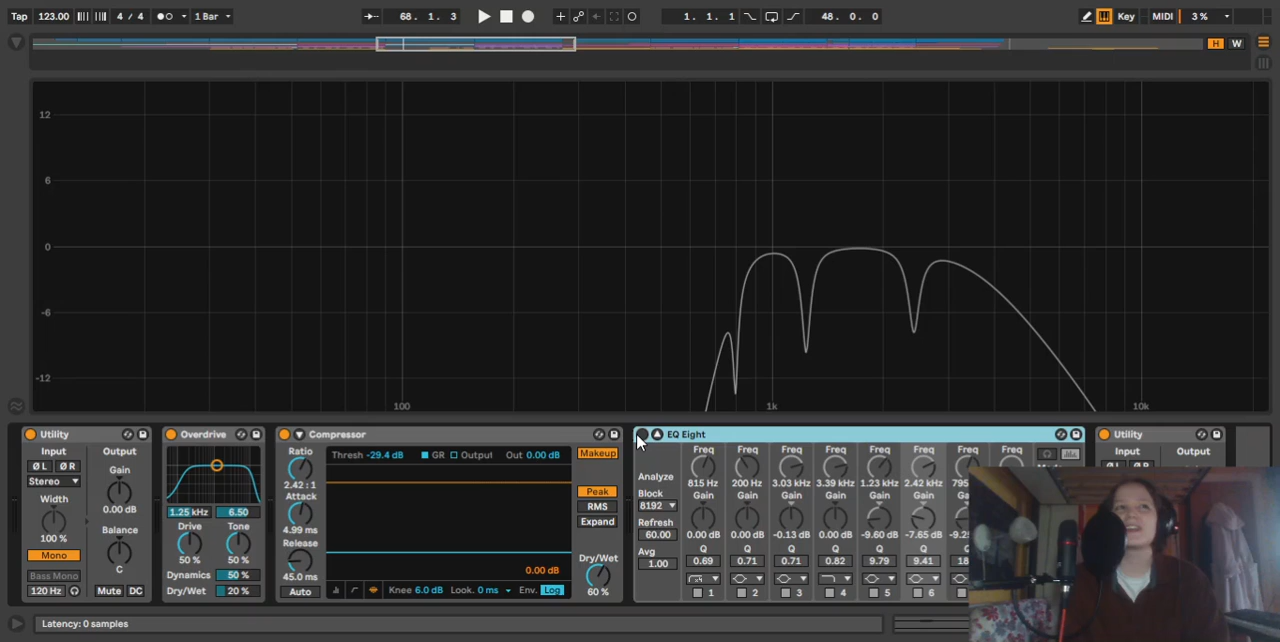 Tap 123.00 4 / 4 1 Bar 68. 1. 3 1. 1. 1 48. 0. 0 Key MIDI 3 %
H W
12
6
0
-6
-12
100 1k 10k
Utility
Input Output
Ø L Ø R Gain
Stereo
Width 0.00 dB
Balance
100 %
Mono C
Bass Mono
120 Hz Mute DC
Overdrive
1.25 kHz 6.50
Drive Tone
50 % 50 %
Dynamics 50 %
Dry/Wet 20 %
Compressor
Ratio Thresh -29.4 dB GR Output Out 0.00 dB Makeup
2.42 : 1
Attack Peak
RMS
4.99 ms Expand
Release
Dry/Wet
45.0 ms 0.00 dB
60 %
Auto Knee 6.0 dB Look. 0 ms Env. Log
EQ Eight
Freq Freq Freq Freq Freq Freq Freq Freq
Analyze 815 Hz 200 Hz 3.03 kHz 3.39 kHz 1.23 kHz 2.42 kHz
Block Gain Gain Gain Gain Gain Gain Gain Gain
8192
Refresh
60.00 0.00 dB 0.00 dB -0.13 dB 0.00 dB -9.60 dB -7.65 dB
Avg Q Q Q Q Q Q Q
1.00 0.69 0.71 0.71 0.82 9.79 9.41
1 2 3 4 5 6
Utility
Input Output
Latency: 0 samples